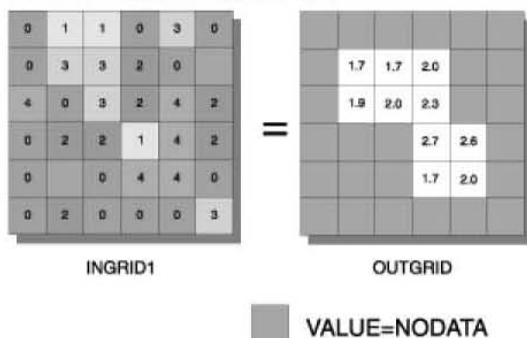 0 1 1 0 3 0
0 3 3 2 0
1.7 1.7 2.0
4 0 3 2 4 2
1.9 2.0 2.3
=
0 2 2 1 4 2
2.7 2.6
0 0 4 4 0
1.7 2.0
0 2 0 0 0 3
INGRID1
OUTGRID
VALUE=NODATA